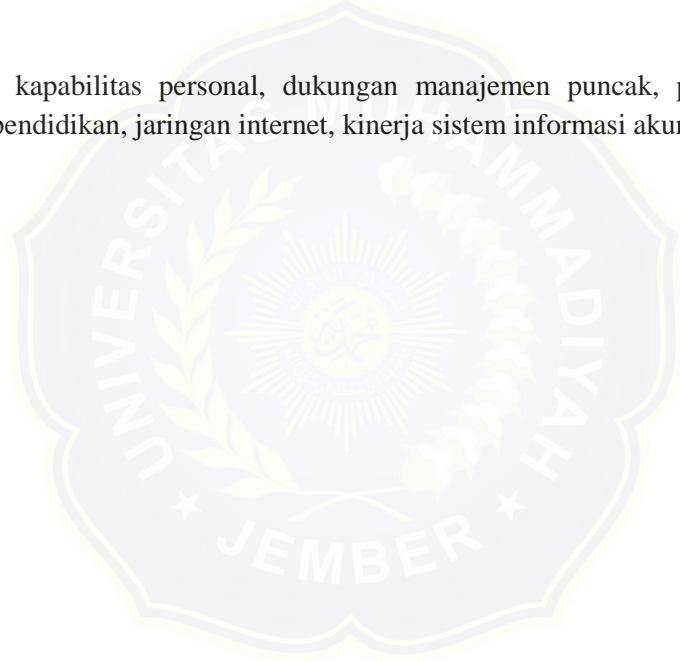 kapabilitas personal, dukungan manajemen puncak, p
pendidikan, jaringan internet, kinerja sistem informasi akun
UNIVERSITAS MUHAMMADIYAH
JEMBER